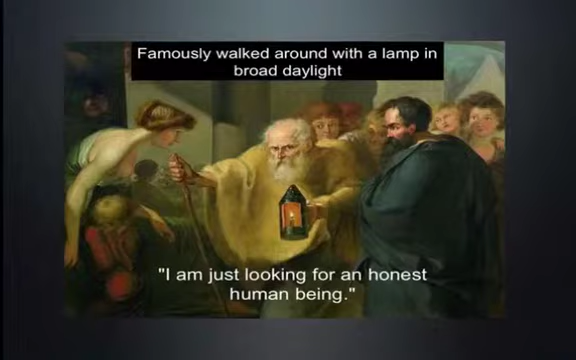 Famously walked around with a lamp in
broad daylight
"I am just looking for an honest
human being."